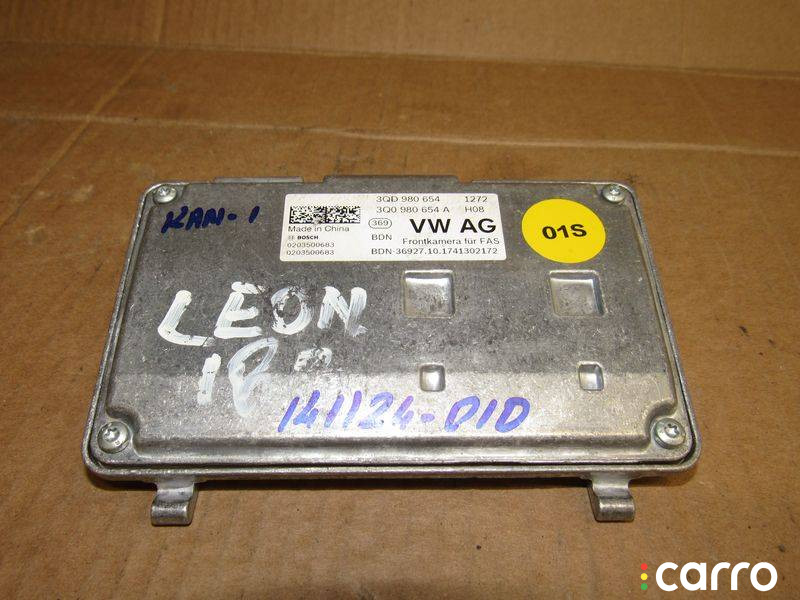 3QD 980 654 1272
3Q0 980 654 A H08
Made in China
369
VW AG
BOSCH
BDN
Frontkamera für FAS
0203500683
0203500683
BDN-36927.10.1741302172
01S
KAM-1
LEON
18
141124-010
carro